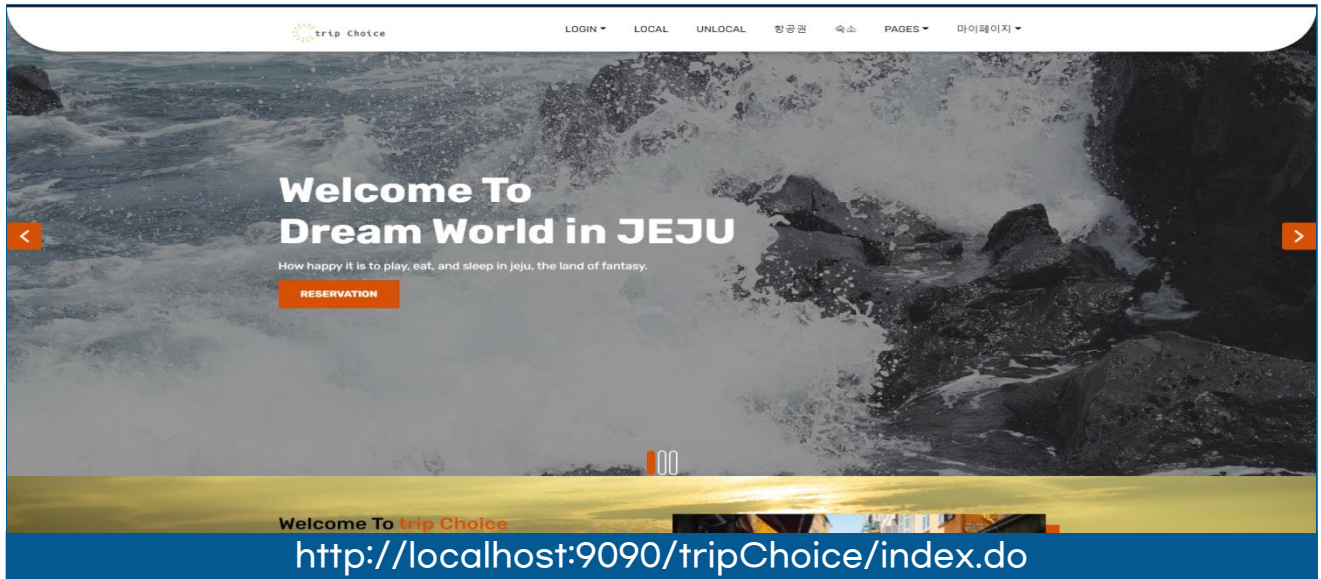 trip Choice
LOGIN LOCAL UNLOCAL 항공권 숙소 PAGES 마이페이지
Welcome To
Dream World in JEJU
How happy it is to play, eat, and sleep in jeju, the land of fantasy.
RESERVATION
Welcome To trip Choice
http://localhost:9090/tripChoice/index.do